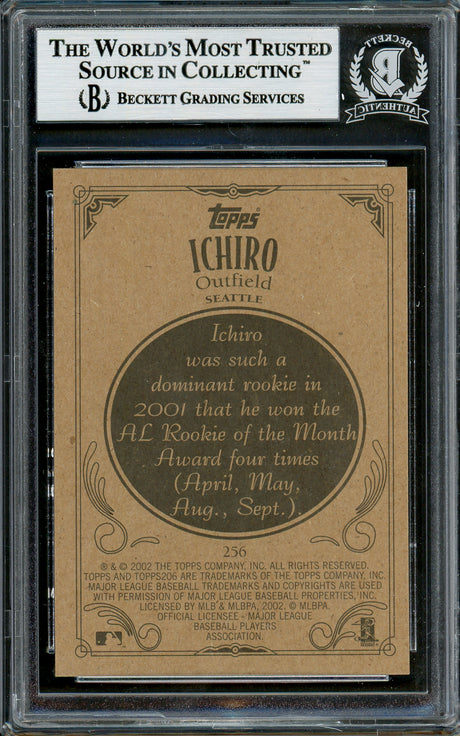 THE WORLD'S MOST TRUSTED
SOURCE IN COLLECTING™
B BECKETT GRADING SERVICES
BECKETT
B
AUTHENTIC
Topps
ICHIRO
Outfield
SEATTLE
Ichiro
was such a
dominant rookie in
2001 that he won the
AL Rookie of the Month
Award four times
(April, May,
Aug., Sept.).
256
® & © 2002 THE TOPPS COMPANY, INC. ALL RIGHTS RESERVED.
TOPPS AND TOPPS206 ARE TRADEMARKS OF THE TOPPS COMPANY, INC.
MAJOR LEAGUE BASEBALL TRADEMARKS AND COPYRIGHTS ARE USED
WITH PERMISSION OF MAJOR LEAGUE BASEBALL PROPERTIES, INC.
LICENSED BY MLB & MLBPA, 2002. © MLBPA.
OFFICIAL LICENSEE - MAJOR LEAGUE
BASEBALL PLAYERS
ASSOCIATION.